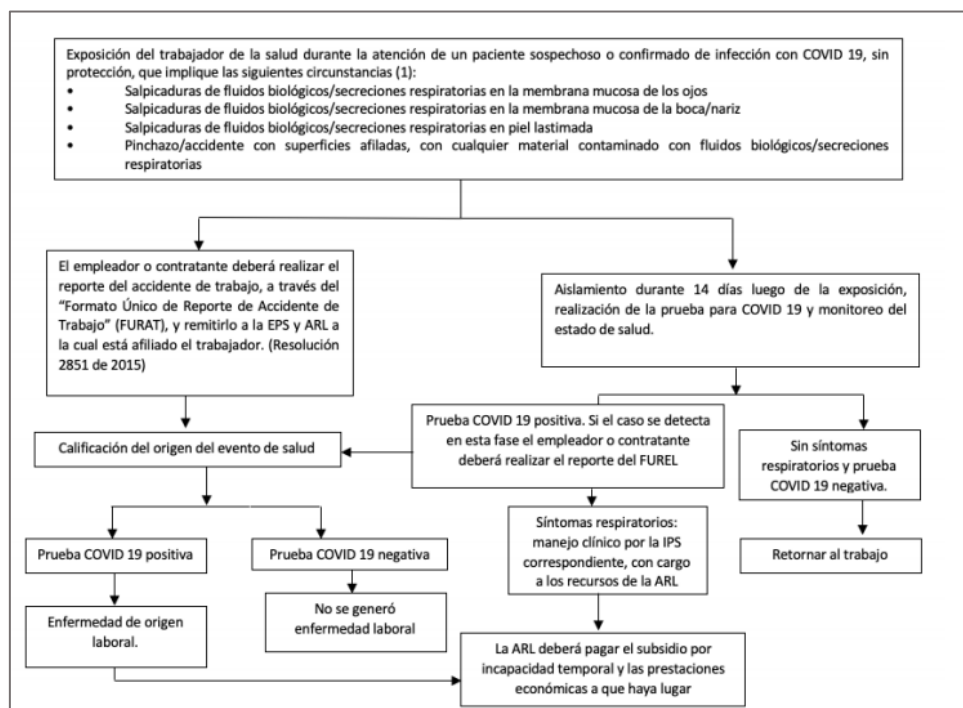 Exposición del trabajador de la salud durante la atención de un paciente sospechoso o confirmado de infección con COVID 19, sin
protección, que implique las siguientes circunstancias (1):
• Salpicaduras de fluidos biológicos/secreciones respiratorias en la membrana mucosa de los ojos
• Salpicaduras de fluidos biológicos/secreciones respiratorias en la membrana mucosa de la boca/nariz
• Salpicaduras de fluidos biológicos/secreciones respiratorias en piel lastimada
• Pinchazo/accidente con superficies afiladas, con cualquier material contaminado con fluidos biológicos/secreciones
respiratorias
El empleador o contratante deberá realizar el
reporte del accidente de trabajo, a través del
“Formato Único de Reporte de Accidente de
Trabajo” (FURAT), y remitirlo a la EPS y ARL a
la cual está afiliado el trabajador. (Resolución
2851 de 2015)
Aislamiento durante 14 días luego de la exposición,
realización de la prueba para COVID 19 y monitoreo del
estado de salud.
Calificación del origen del evento de salud
Prueba COVID 19 positiva. Si el caso se detecta
en esta fase el empleador o contratante
deberá realizar el reporte del FUREL
Sin síntomas
respiratorios y prueba
COVID 19 negativa.
Prueba COVID 19 positiva
Prueba COVID 19 negativa
Síntomas respiratorios:
manejo clínico por la IPS
correspondiente, con cargo
a los recursos de la ARL
Retornar al trabajo
Enfermedad de origen
laboral.
No se generó
enfermedad laboral
La ARL deberá pagar el subsidio por
incapacidad temporal y las prestaciones
económicas a que haya lugar